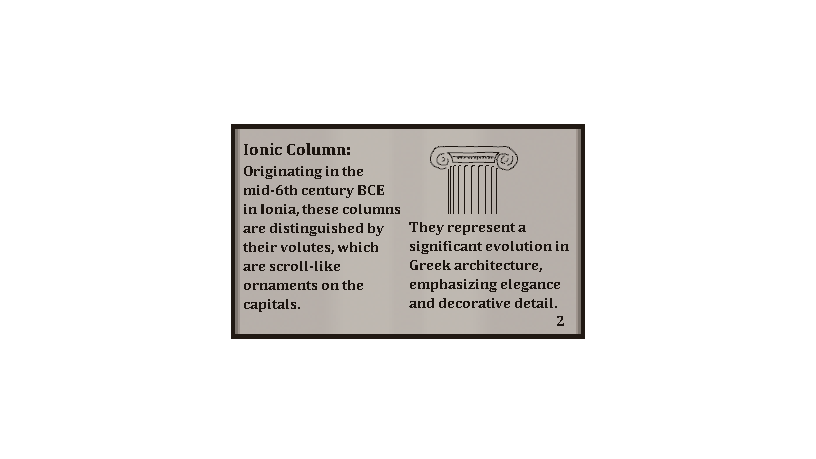 Ionic Column:
Originating in the
mid-6th century BCE
in Ionia, these columns
are distinguished by
their volutes, which
are scroll-like
ornaments on the
capitals.
They represent a
significant evolution in
Greek architecture,
emphasizing elegance
and decorative detail.
2